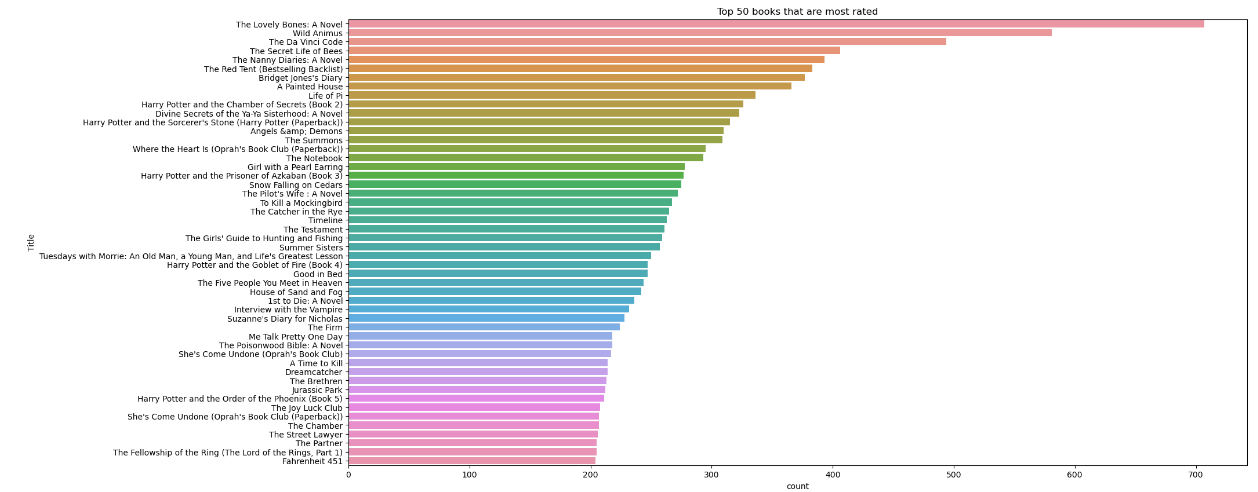 Top 50 books that are most rated
The Lovely Bones: A Novel
Wild Animus
The Da Vinci Code
The Secret Life of Bees
The Nanny Diaries: A Novel
The Red Tent (Bestselling Backlist)
Bridget Jones's Diary
A Painted House
Life of Pi
Harry Potter and the Chamber of Secrets (Book 2)
Divine Secrets of the Ya-Ya Sisterhood: A Novel
Harry Potter and the Sorcerer's Stone (Harry Potter (Paperback))
Angels &amp; Demons
The Summons
Where the Heart Is (Oprah's Book Club (Paperback))
The Notebook
Girl with a Pearl Earring
Harry Potter and the Prisoner of Azkaban (Book 3)
Snow Falling on Cedars
The Pilot's Wife : A Novel
To Kill a Mockingbird
The Catcher in the Rye
Timeline
The Testament
The Girls' Guide to Hunting and Fishing
Summer Sisters
Tuesdays with Morrie: An Old Man, a Young Man, and Life's Greatest Lesson
Harry Potter and the Goblet of Fire (Book 4)
Good in Bed
The Five People You Meet in Heaven
House of Sand and Fog
1st to Die: A Novel
Interview with the Vampire
Suzanne's Diary for Nicholas
The Firm
Me Talk Pretty One Day
The Poisonwood Bible: A Novel
She's Come Undone (Oprah's Book Club)
A Time to Kill
Dreamcatcher
The Brethren
Jurassic Park
Harry Potter and the Order of the Phoenix (Book 5)
The Joy Luck Club
She's Come Undone (Oprah's Book Club (Paperback))
The Chamber
The Street Lawyer
The Partner
The Fellowship of the Ring (The Lord of the Rings, Part 1)
Fahrenheit 451
Title
0 100 200 300 400 500 600 700
count